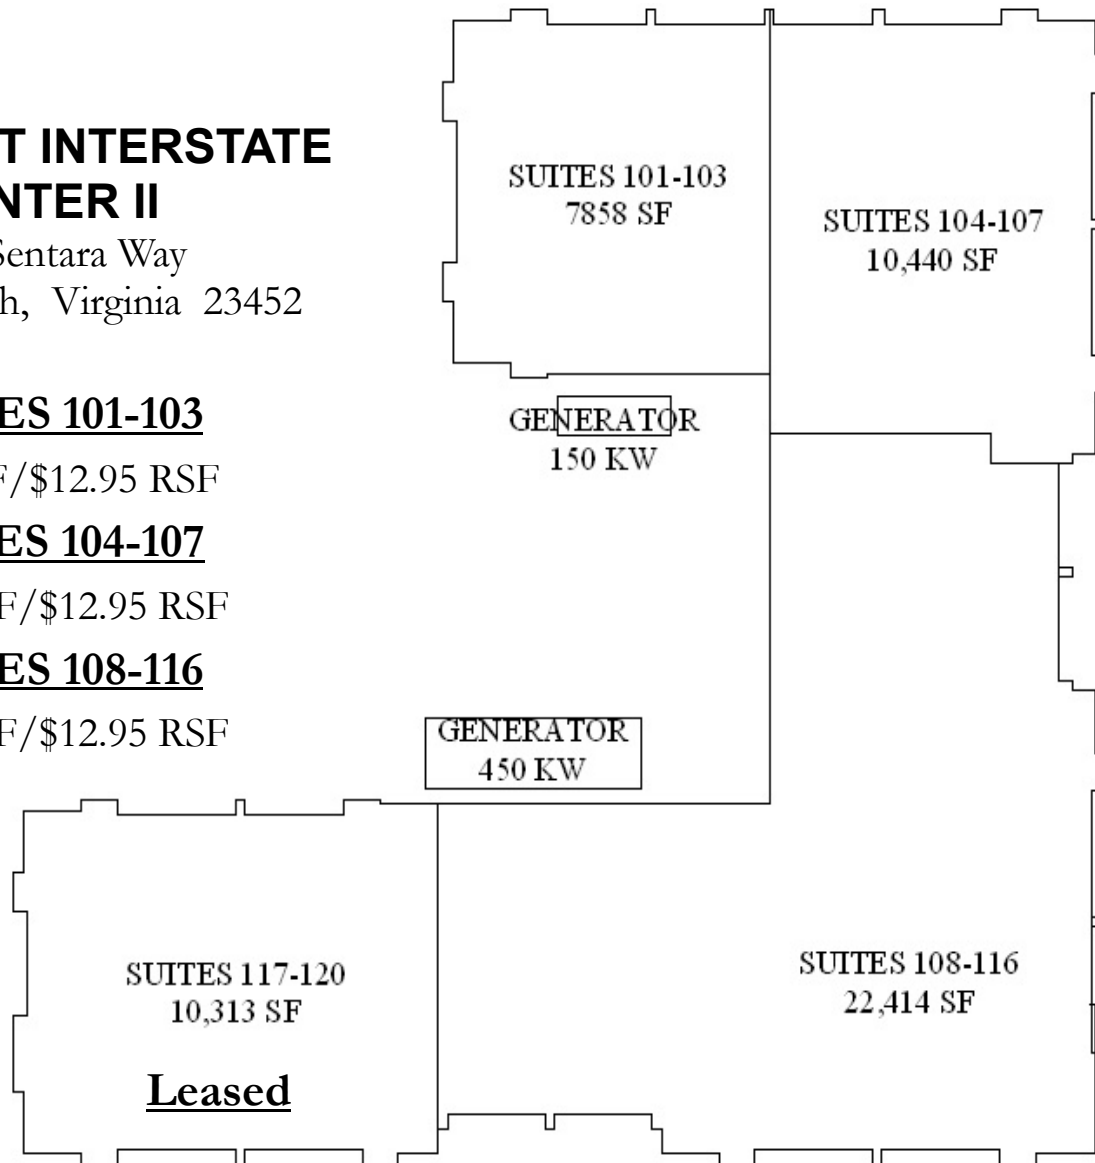 T INTERSTATE
NTER II
Sentara Way
h, Virginia 23452
ES 101-103
F/$12.95 RSF
ES 104-107
F/$12.95 RSF
ES 108-116
F/$12.95 RSF
SUITES 101-103
7858 SF
SUITES 104-107
10,440 SF
GENERATOR
150 KW
GENERATOR
450 KW
SUITES 117-120
10,313 SF
Leased
SUITES 108-116
22,414 SF